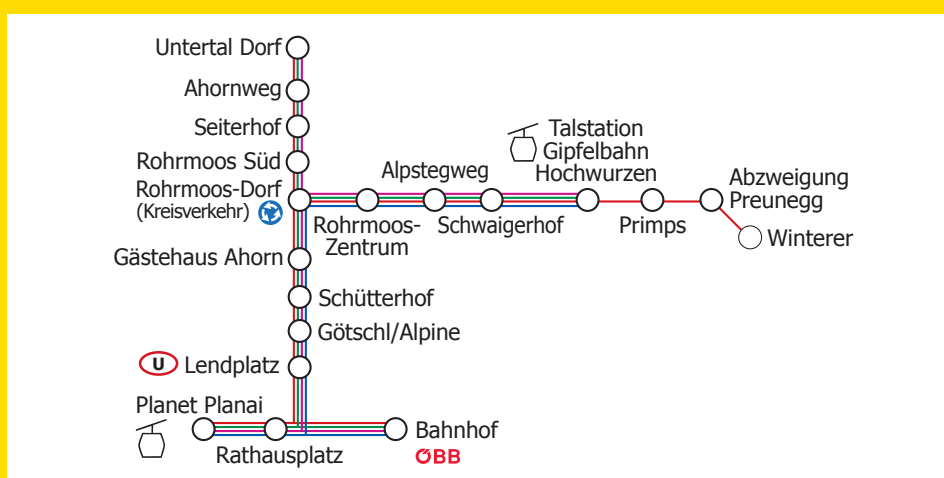 Untertal Dorf
Ahornweg
Seiterhof
Rohrmoos Süd
Rohrmoos-Dorf
(Kreisverkehr)
Alpstegweg
Talstation
Gipfelbahn
Hochwurzen
Abzweigung
Preunegg
Rohrmoos-
Zentrum
Schwaigerhof
Primps
Winterer
Gästehaus Ahorn
Schütterhof
Götschl/Alpine
U Lendplatz
Planet Planai
Rathausplatz
Bahnhof
ÖBB